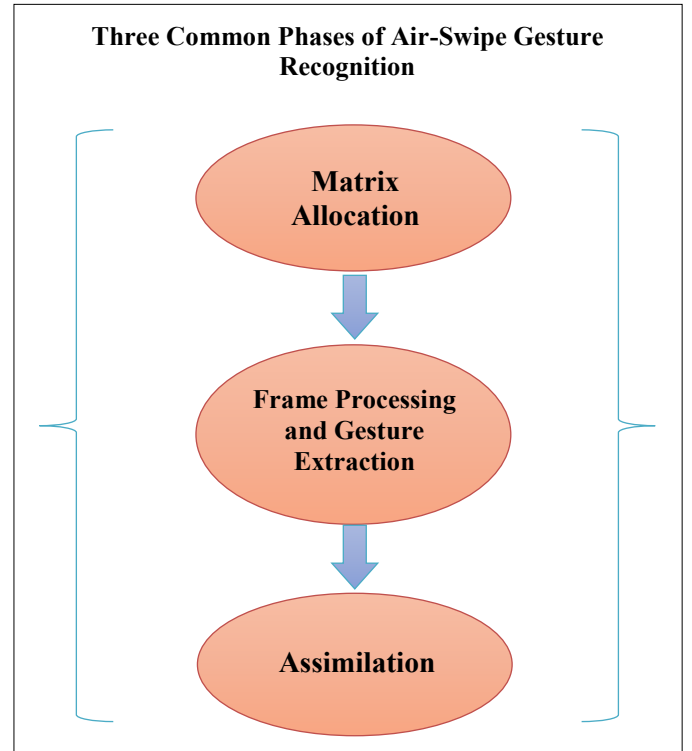 Three Common Phases of Air-Swipe Gesture
Recognition
Matrix
Allocation
Frame Processing
and Gesture
Extraction
Assimilation